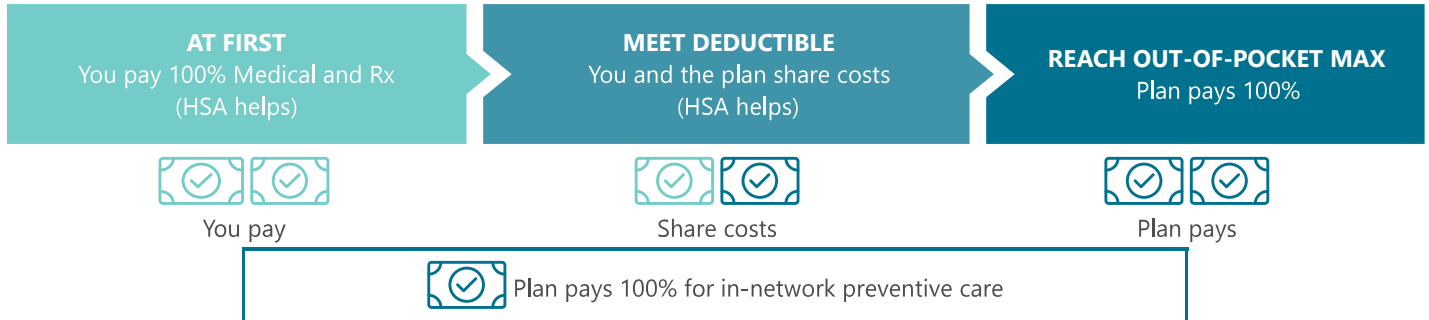 AT FIRST
You pay 100% Medical and Rx
(HSA helps)
MEET DEDUCTIBLE
You and the plan share costs
(HSA helps)
REACH OUT-OF-POCKET MAX
Plan pays 100%
You pay
Share costs
Plan pays
Plan pays 100% for in-network preventive care